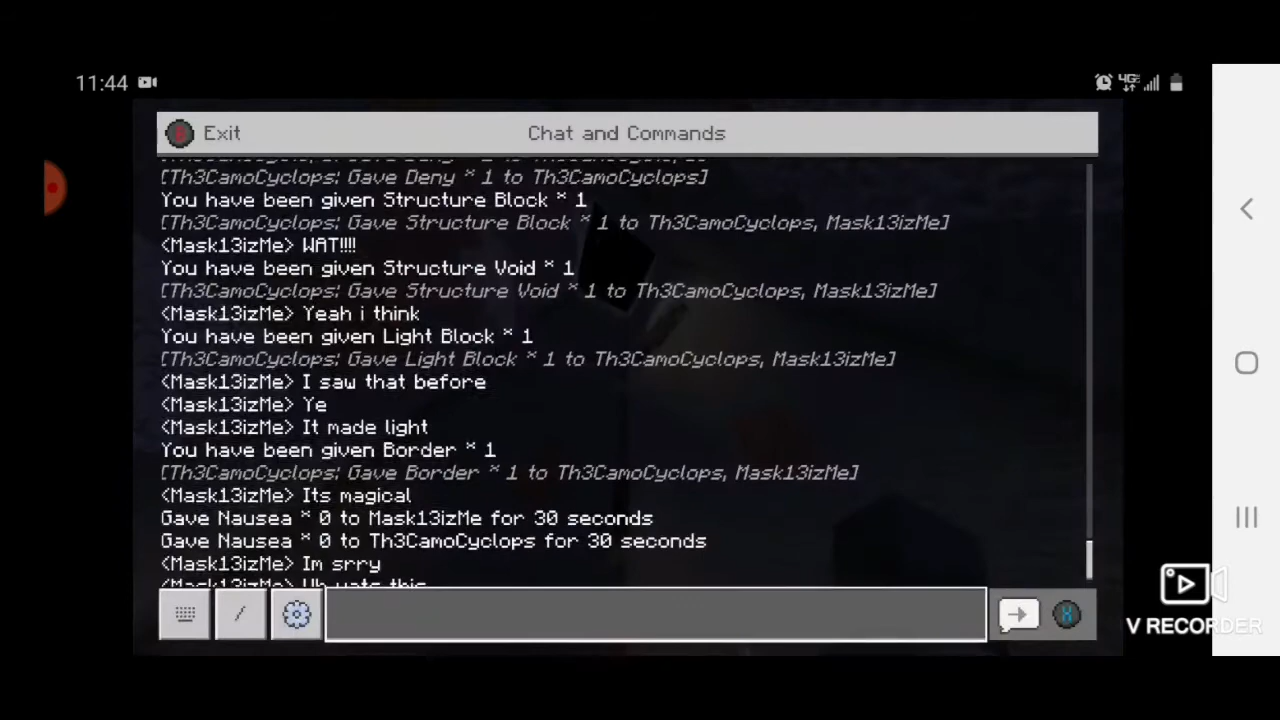 11:44
4GE
Exit
Chat and Commands
[Th3CamoCyclops: Gave Deny * 1 to Th3CamoCyclops]
You have been given Structure Block * 1
[Th3CamoCyclops: Gave Structure Block * 1 to Th3CamoCyclops, Mask13izMe]
<Mask13izMe> WAT!!!!
You have been given Structure Void * 1
[Th3CamoCyclops: Gave Structure Void * 1 to Th3CamoCyclops, Mask13izMe]
<Mask13izMe> Yeah i think
You have been given Light Block * 1
[Th3CamoCyclops: Gave Light Block * 1 to Th3CamoCyclops, Mask13izMe]
<Mask13izMe> I saw that before
<Mask13izMe> Ye
<Mask13izMe> It made light
You have been given Border * 1
[Th3CamoCyclops: Gave Border * 1 to Th3CamoCyclops, Mask13izMe]
<Mask13izMe> Its magical
Gave Nausea * 0 to Mask13izMe for 30 seconds
Gave Nausea * 0 to Th3CamoCyclops for 30 seconds
<Mask13izMe> Im srry
<Mask13izMe>
/
X
V RECORDER